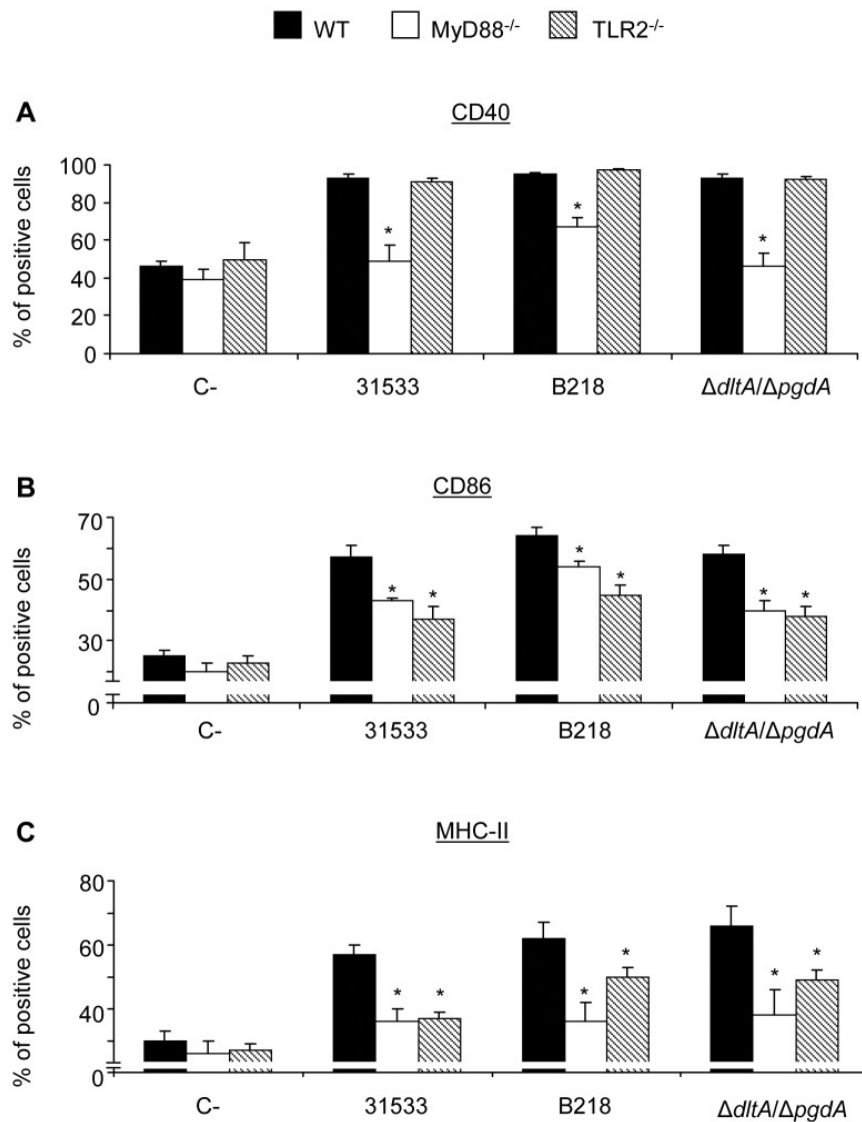 WT MyD88-/- TLR2-/-
A
CD40
% of positive cells
100
80
60
40
20
0
* * *
C- 31533 B218 ΔdltA/ΔpgdA
B
CD86
% of positive cells
70
50
30
0
* * * * * *
C- 31533 B218 ΔdltA/ΔpgdA
C
MHC-II
% of positive cells
80
60
40
0
* * * * * *
C- 31533 B218 ΔdltA/ΔpgdA